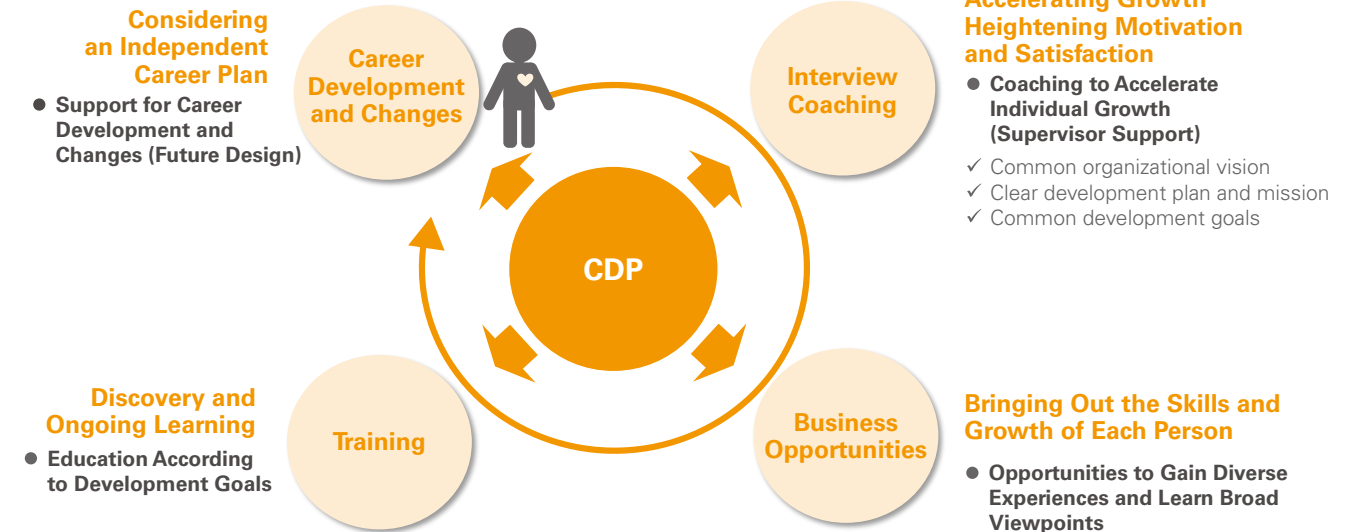 Considering
an Independent
Career Plan
● Support for Career
Development and
Changes (Future Design)
Career
Development
and Changes
Interview
Coaching
Accelerating Growth
Heightening Motivation
and Satisfaction
● Coaching to Accelerate
Individual Growth
(Supervisor Support)
✓ Common organizational vision
✓ Clear development plan and mission
✓ Common development goals
CDP
Discovery and
Ongoing Learning
● Education According
to Development Goals
Training
Business
Opportunities
Bringing Out the Skills and
Growth of Each Person
● Opportunities to Gain Diverse
Experiences and Learn Broad
Viewpoints